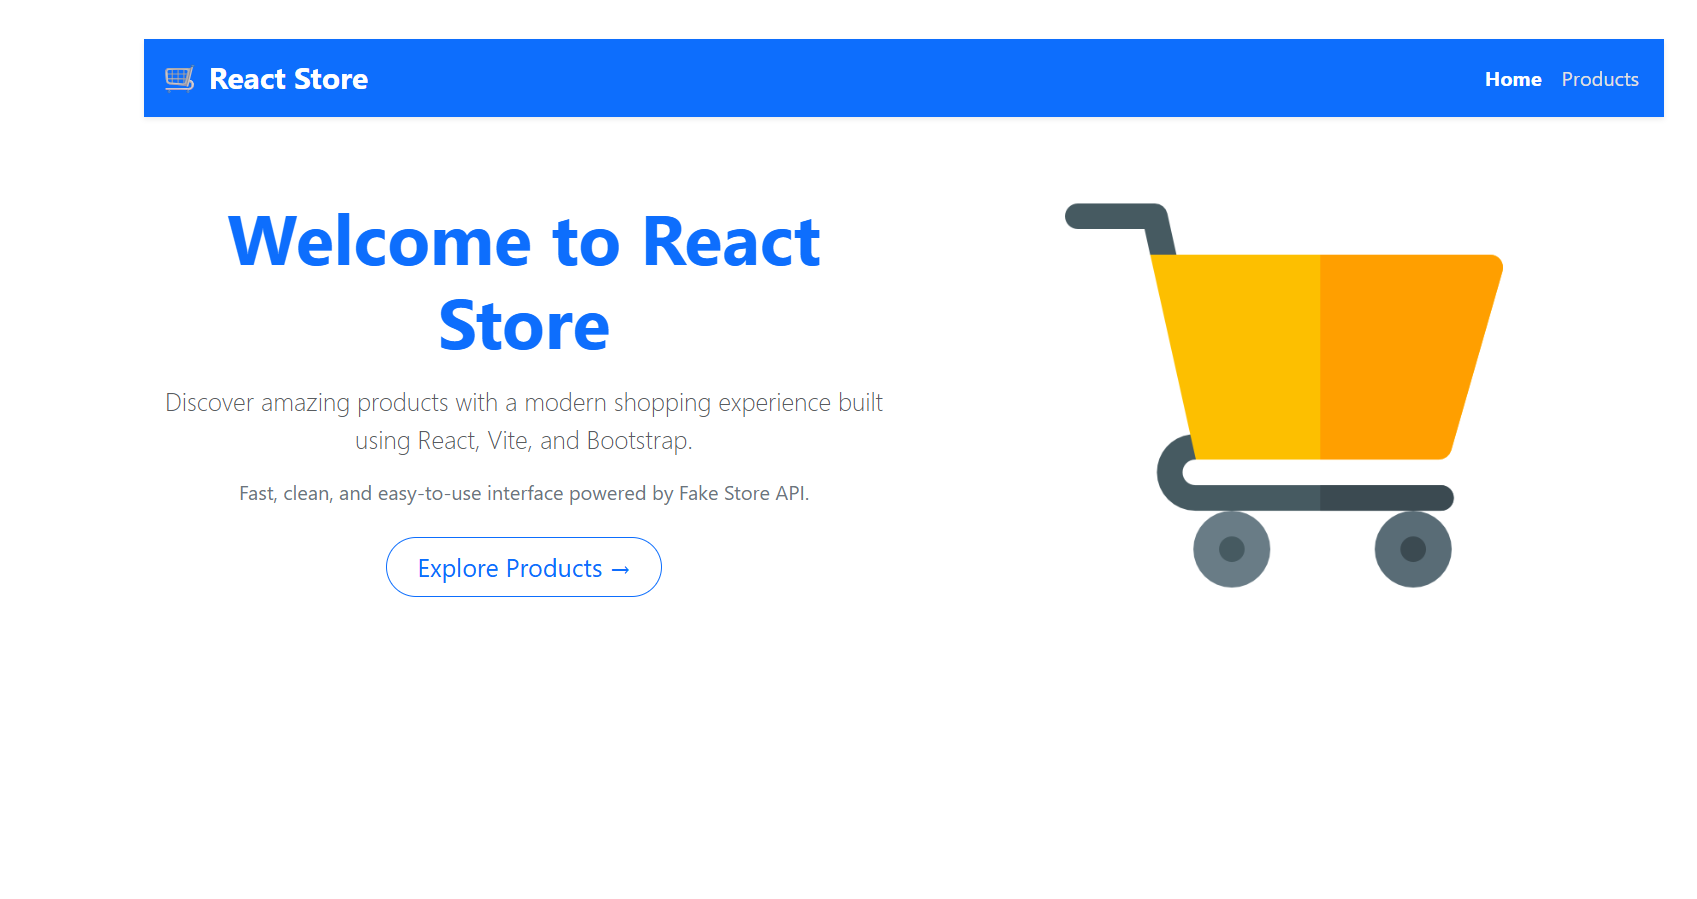 🛒 React Store
Home Products
Welcome to React
Store
Discover amazing products with a modern shopping experience built
using React, Vite, and Bootstrap.
Fast, clean, and easy-to-use interface powered by Fake Store API.
Explore Products →